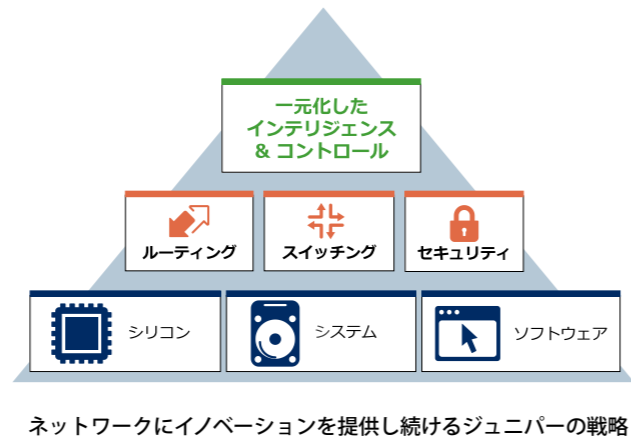 一元化した
インテリジェンス
& コントロール
ルーティング
スイッチング
セキュリティ
シリコン
システム
ソフトウェア
ネットワークにイノベーションを提供し続けるジュニパーの戦略